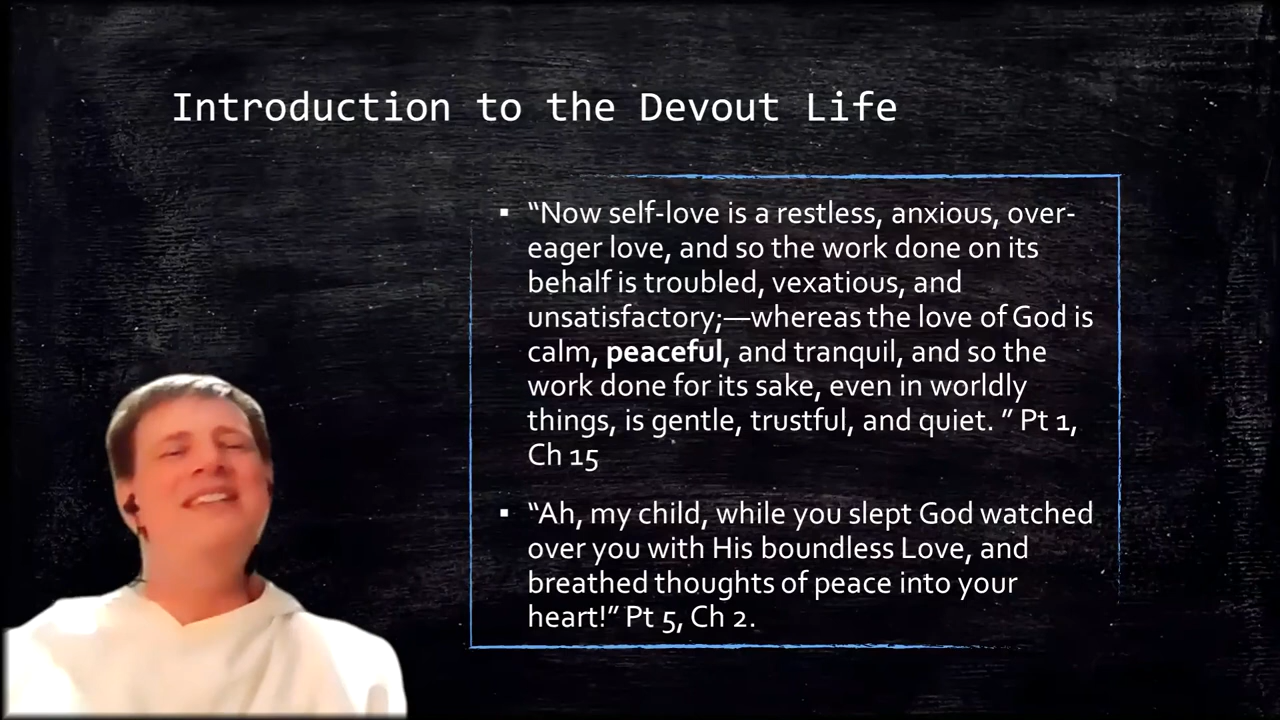 Introduction to the Devout Life
▪ “Now self-love is a restless, anxious, over-
eager love, and so the work done on its
behalf is troubled, vexatious, and
unsatisfactory;—whereas the love of God is
calm, peaceful, and tranquil, and so the
work done for its sake, even in worldly
things, is gentle, trustful, and quiet. ” Pt 1,
Ch 15
▪ “Ah, my child, while you slept God watched
over you with His boundless Love, and
breathed thoughts of peace into your
heart!” Pt 5, Ch 2.